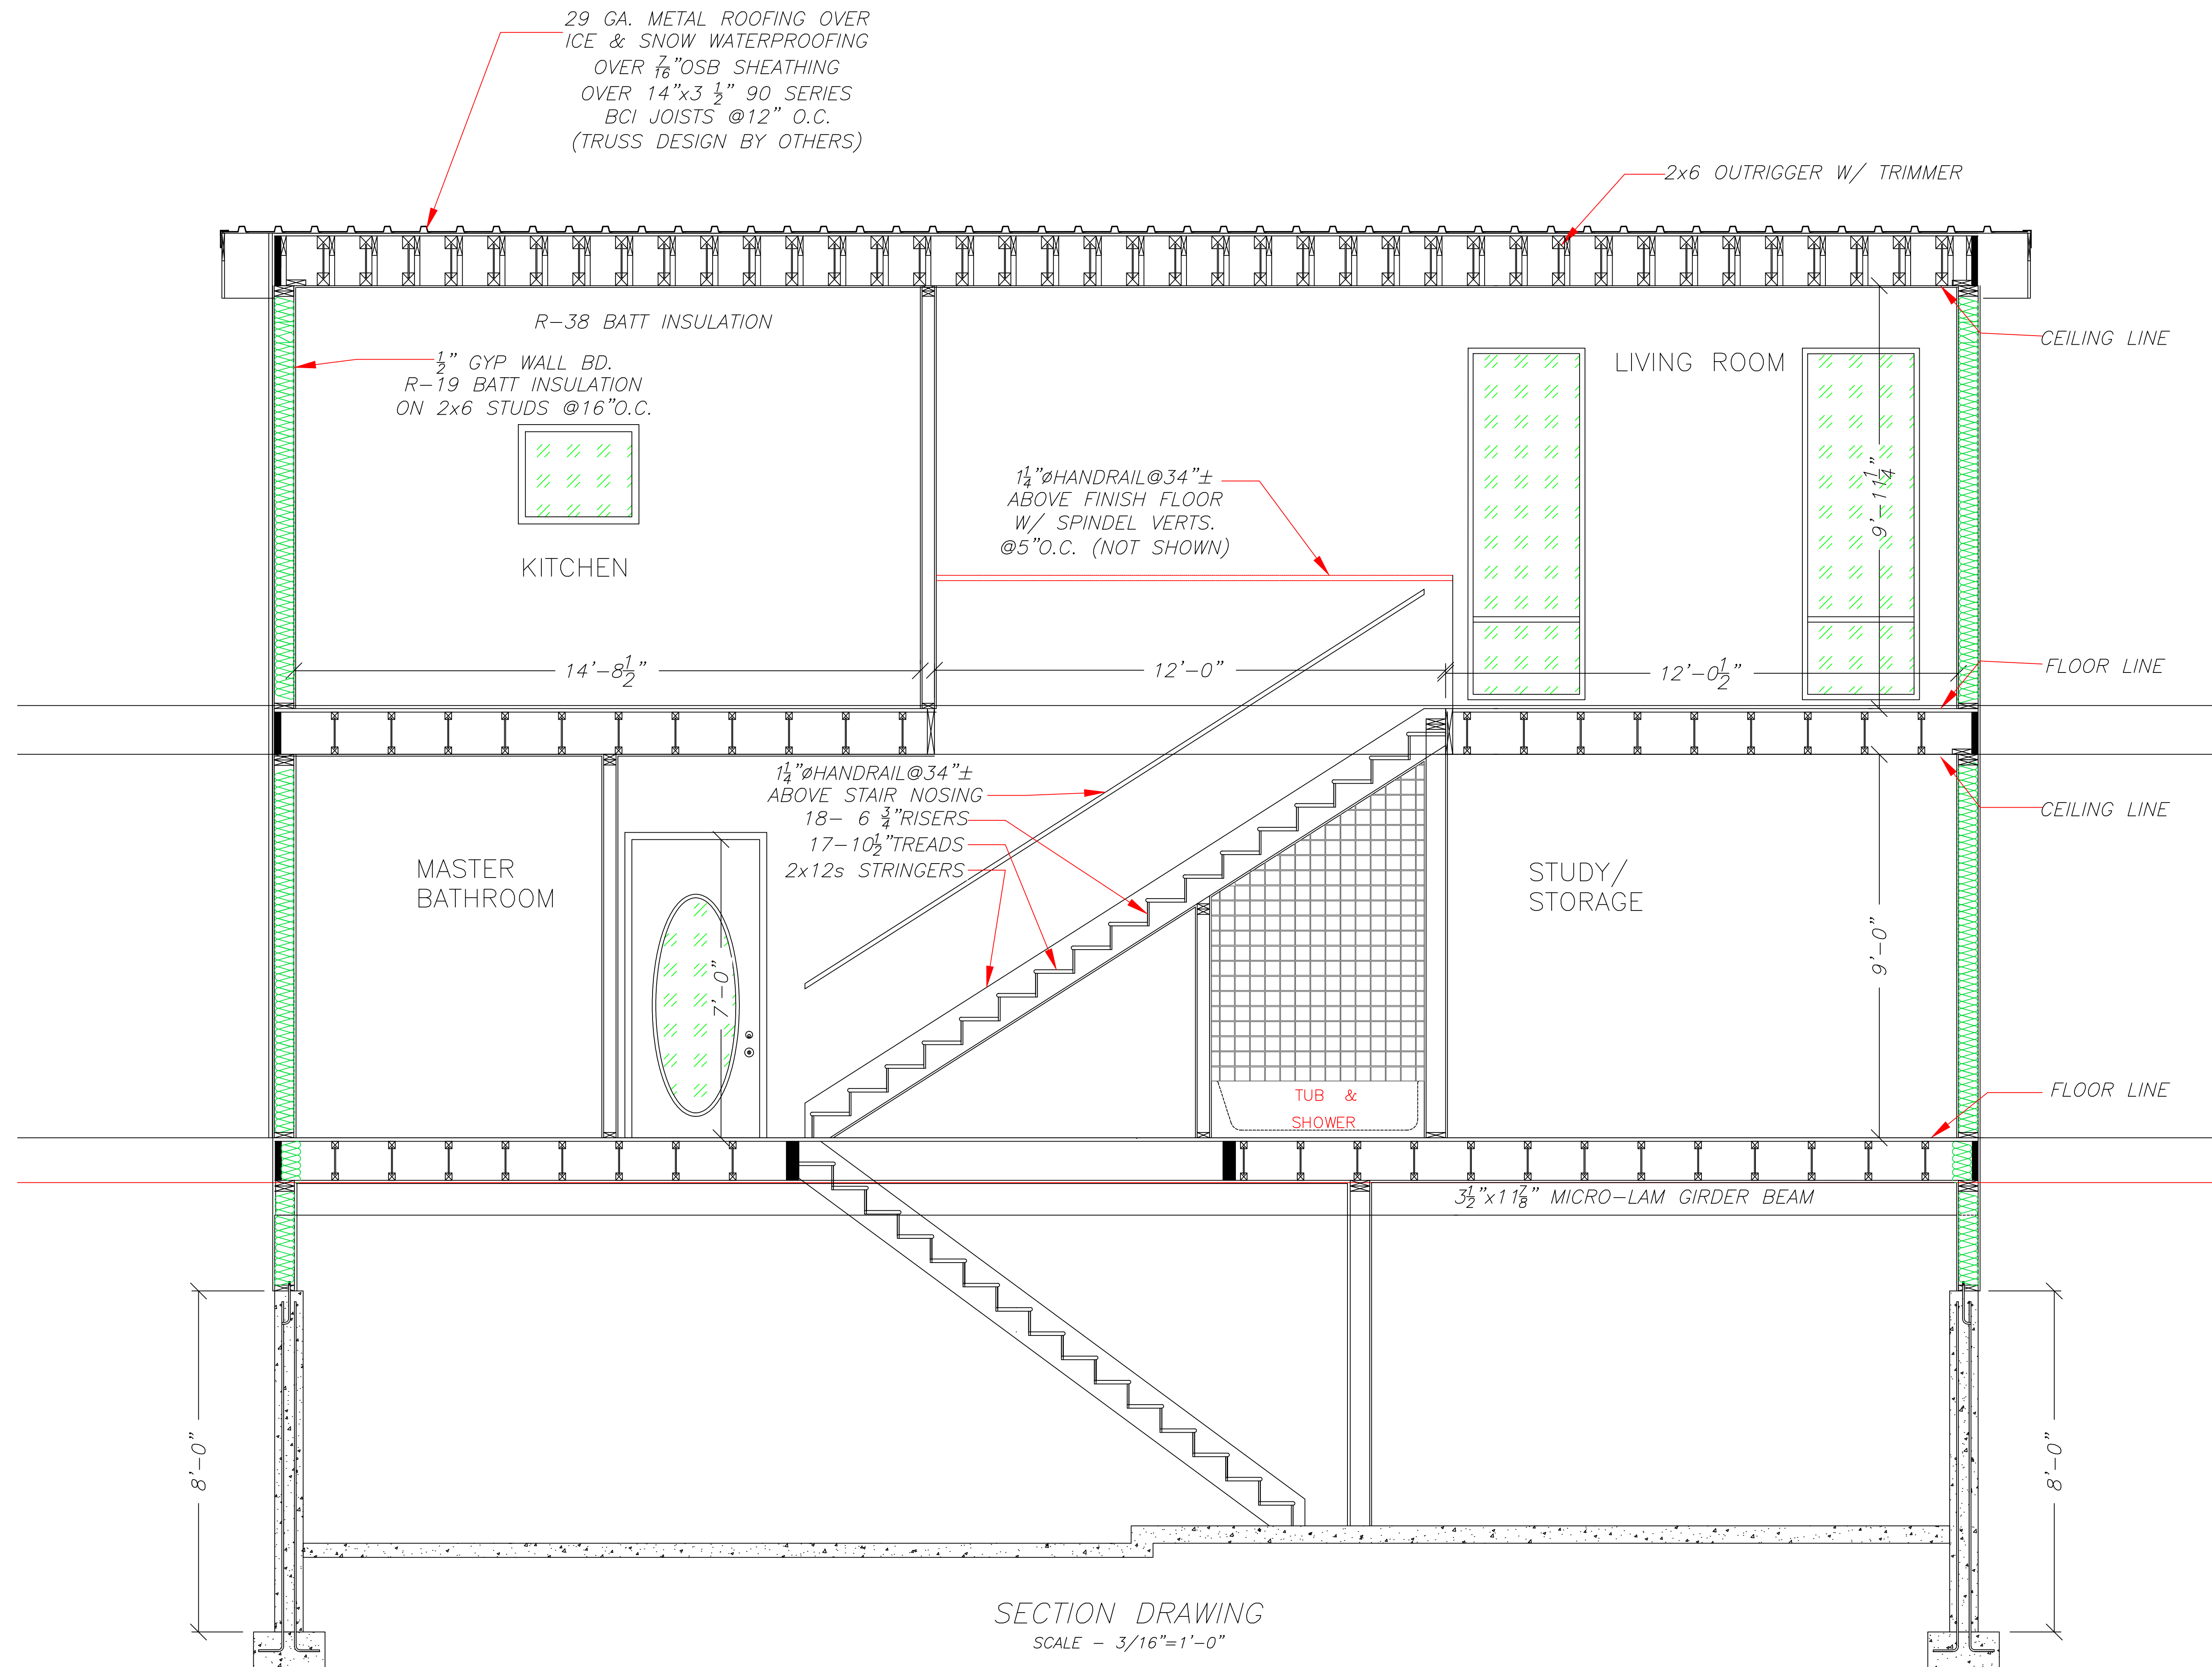 29 GA. METAL ROOFING OVER
ICE & SNOW WATERPROOFING
OVER 7/16"OSB SHEATHING
OVER 14"x3 1/2" 90 SERIES
BCI JOISTS @12" O.C.
(TRUSS DESIGN BY OTHERS)
2x6 OUTRIGGER W/ TRIMMER
R-38 BATT INSULATION
1/2" GYP WALL BD.
R-19 BATT INSULATION
ON 2x6 STUDS @16"O.C.
KITCHEN
1 1/4"øHANDRAIL@34"±
ABOVE FINISH FLOOR
W/ SPINDEL VERTS.
@5"O.C. (NOT SHOWN)
LIVING ROOM
CEILING LINE
9'-11 1/4"
14'-8 1/2"
12'-0"
12'-0 1/2"
FLOOR LINE
1 1/4"øHANDRAIL@34"±
ABOVE STAIR NOSING
18- 6 3/4"RISERS
17-10 1/2"TREADS
2x12s STRINGERS
CEILING LINE
MASTER
BATHROOM
7'-0"
STUDY/
STORAGE
9'-0"
TUB &
SHOWER
FLOOR LINE
3 1/2"x11 7/8" MICRO-LAM GIRDER BEAM
8'-0"
8'-0"
SECTION DRAWING
SCALE - 3/16"=1'-0"